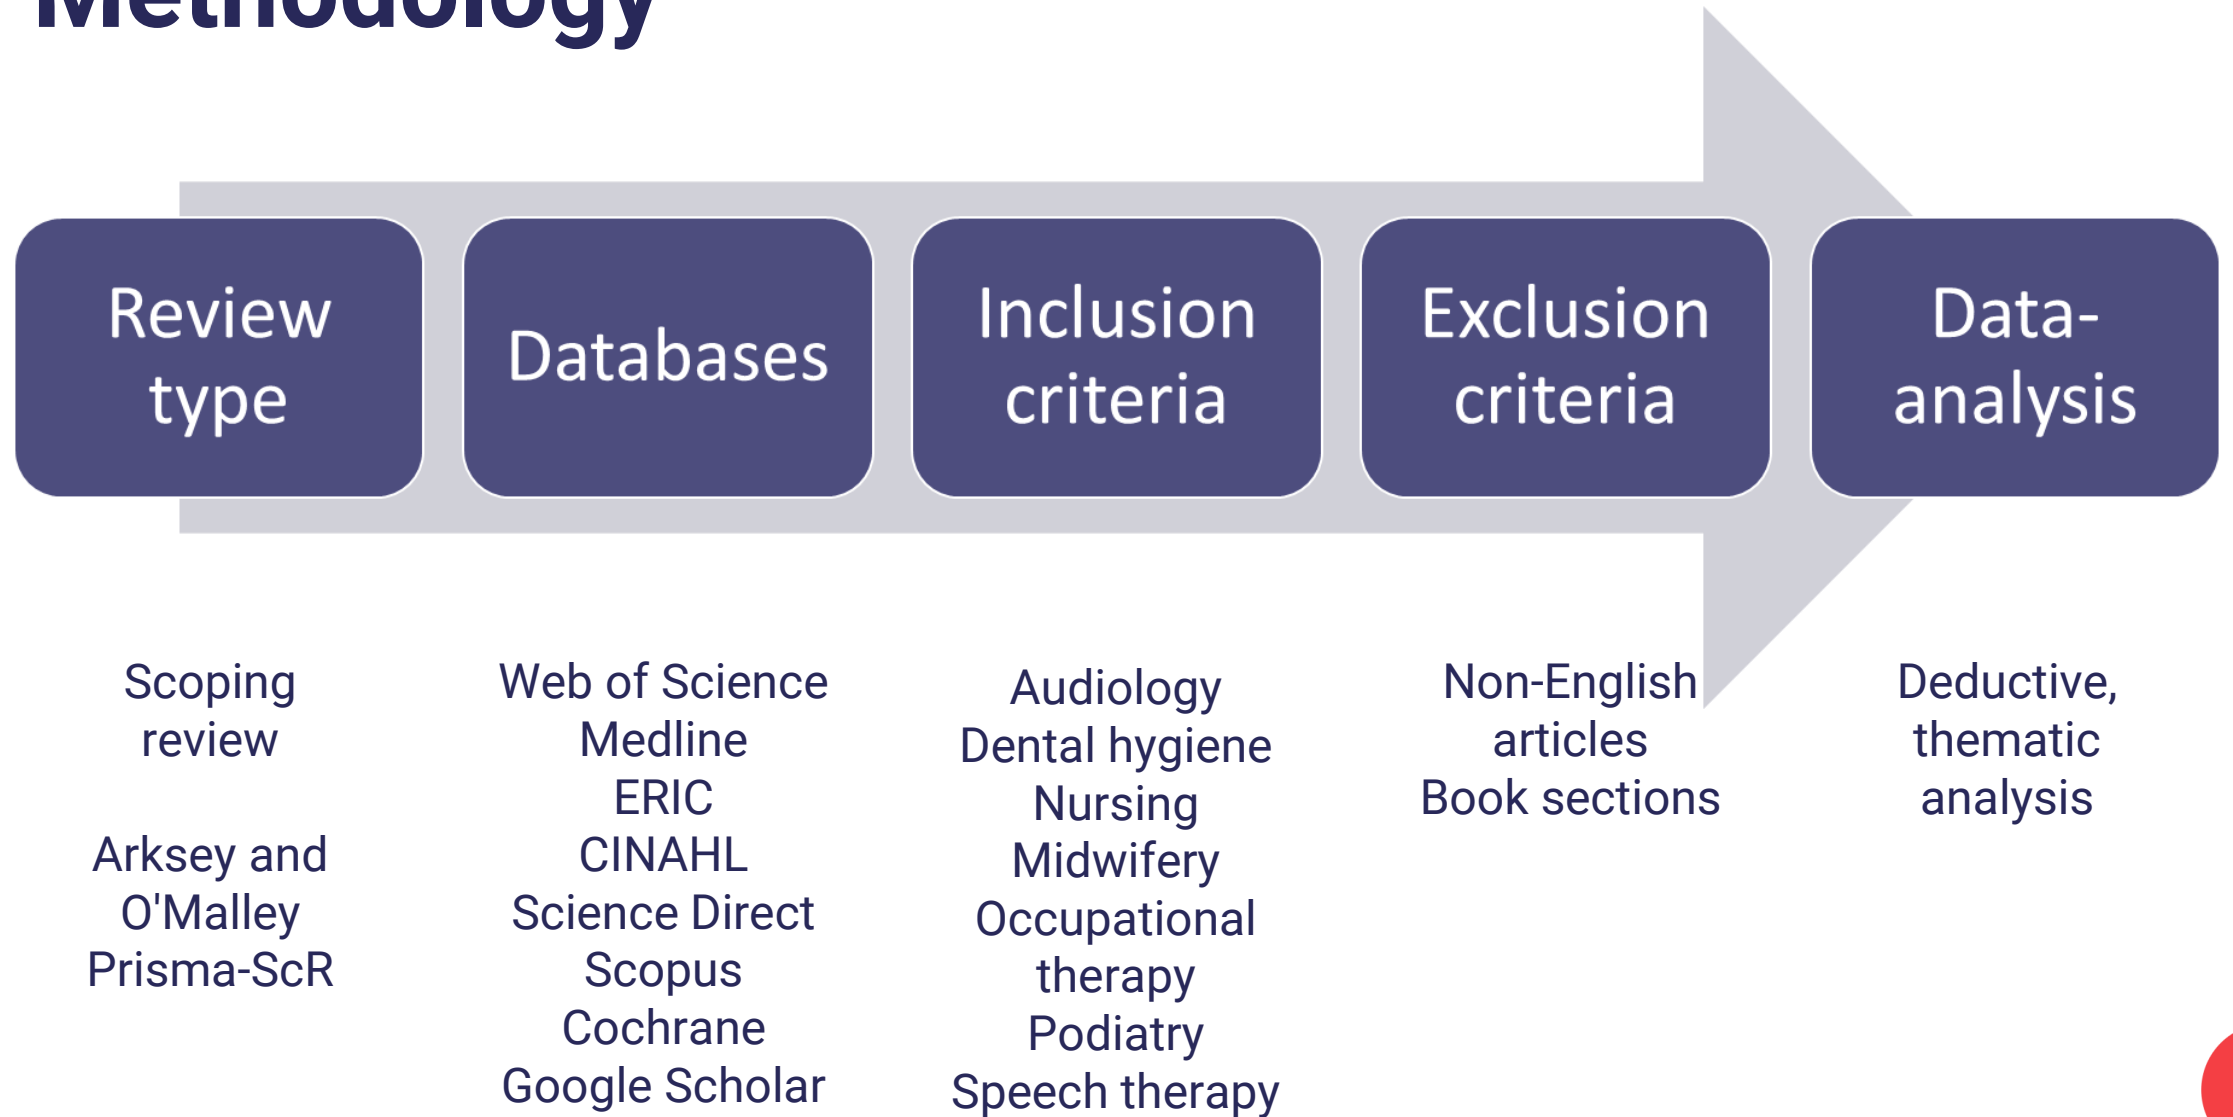 Methodology
Review
type
Databases
Inclusion
criteria
Exclusion
criteria
Data-
analysis
Scoping
review
Arksey and
O'Malley
Prisma-ScR
Web of Science
Medline
ERIC
CINAHL
Science Direct
Scopus
Cochrane
Google Scholar
Audiology
Dental hygiene
Nursing
Midwifery
Occupational
therapy
Podiatry
Speech therapy
Non-English
articles
Book sections
Deductive,
thematic
analysis